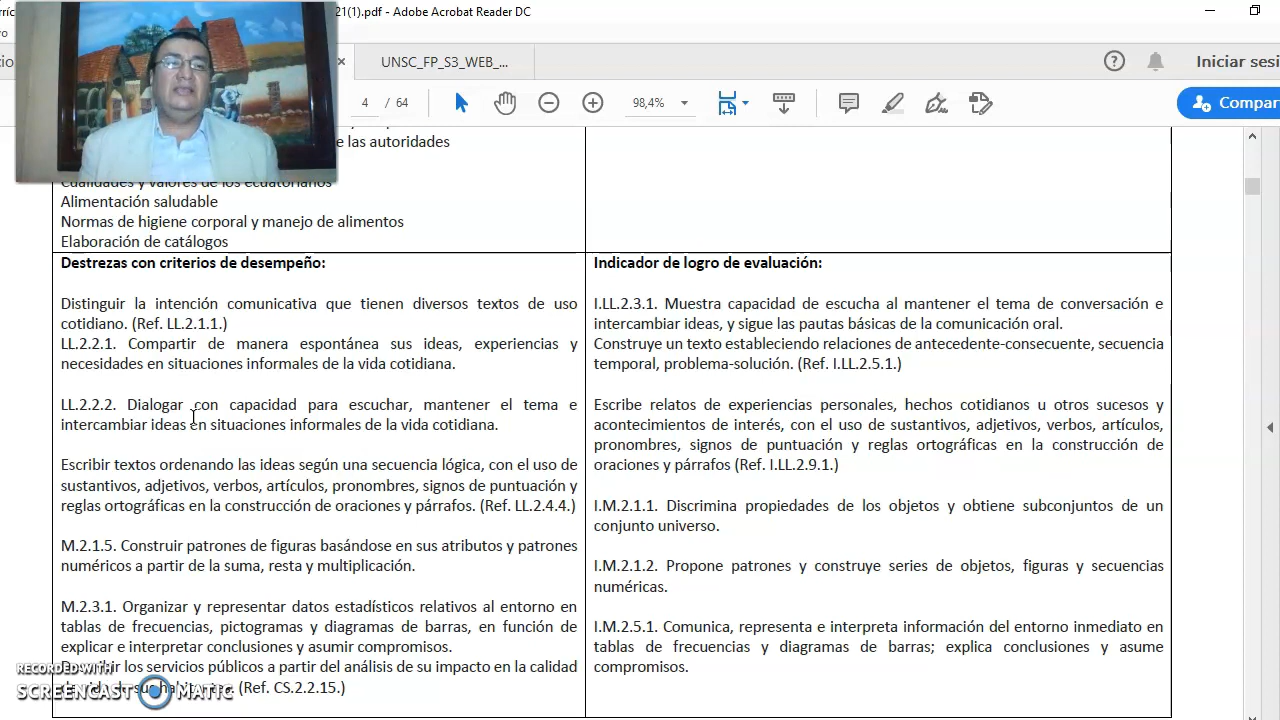 21(1).pdf - Adobe Acrobat Reader DC
UNSC_FP_S3_WEB_...
Iniciar sesi
4 / 64
98,4%
Compar
e las autoridades
Cualidades y valores de los ecuatorianos
Alimentación saludable
Normas de higiene corporal y manejo de alimentos
Elaboración de catálogos
Destrezas con criterios de desempeño:
Distinguir la intención comunicativa que tienen diversos textos de uso
cotidiano. (Ref. LL.2.1.1.)
LL.2.2.1. Compartir de manera espontánea sus ideas, experiencias y
necesidades en situaciones informales de la vida cotidiana.
LL.2.2.2. Dialogar con capacidad para escuchar, mantener el tema e
intercambiar ideas en situaciones informales de la vida cotidiana.
Escribir textos ordenando las ideas según una secuencia lógica, con el uso de
sustantivos, adjetivos, verbos, artículos, pronombres, signos de puntuación y
reglas ortográficas en la construcción de oraciones y párrafos. (Ref. LL.2.4.4.)
M.2.1.5. Construir patrones de figuras basándose en sus atributos y patrones
numéricos a partir de la suma, resta y multiplicación.
M.2.3.1. Organizar y representar datos estadísticos relativos al entorno en
tablas de frecuencias, pictogramas y diagramas de barras, en función de
explicar e interpretar conclusiones y asumir compromisos.
los servicios públicos a partir del análisis de su impacto en la calidad
(Ref. CS.2.2.15.)
Indicador de logro de evaluación:
I.LL.2.3.1. Muestra capacidad de escucha al mantener el tema de conversación e
intercambiar ideas, y sigue las pautas básicas de la comunicación oral.
Construye un texto estableciendo relaciones de antecedente-consecuente, secuencia
temporal, problema-solución. (Ref. I.LL.2.5.1.)
Escribe relatos de experiencias personales, hechos cotidianos u otros sucesos y
acontecimientos de interés, con el uso de sustantivos, adjetivos, verbos, artículos,
pronombres, signos de puntuación y reglas ortográficas en la construcción de
oraciones y párrafos (Ref. I.LL.2.9.1.)
I.M.2.1.1. Discrimina propiedades de los objetos y obtiene subconjuntos de un
conjunto universo.
I.M.2.1.2. Propone patrones y construye series de objetos, figuras y secuencias
numéricas.
I.M.2.5.1. Comunica, representa e interpreta información del entorno inmediato en
tablas de frecuencias y diagramas de barras; explica conclusiones y asume
compromisos.
RECORDED WITH
SCREENCAST MATIC